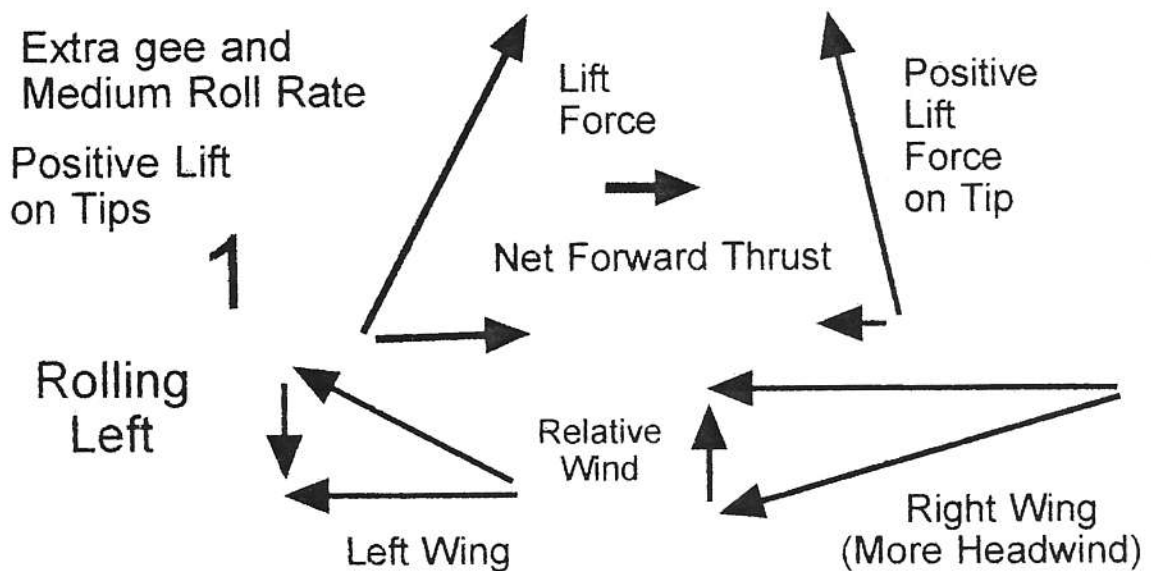 Extra gee and
Medium Roll Rate
Positive Lift
on Tips
1
Lift
Force
Positive
Lift
Force
on Tip
Net Forward Thrust
Rolling
Left
Relative
Wind
Left Wing
Right Wing
(More Headwind)